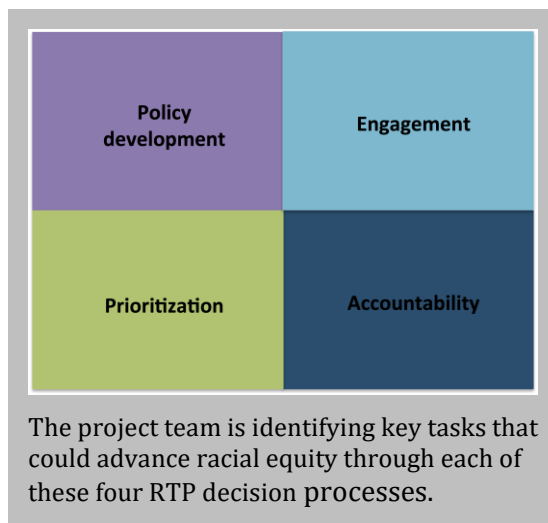 Policy
development
Engagement
Prioritization
Accountability
The project team is identifying key tasks that
could advance racial equity through each of
these four RTP decision processes.